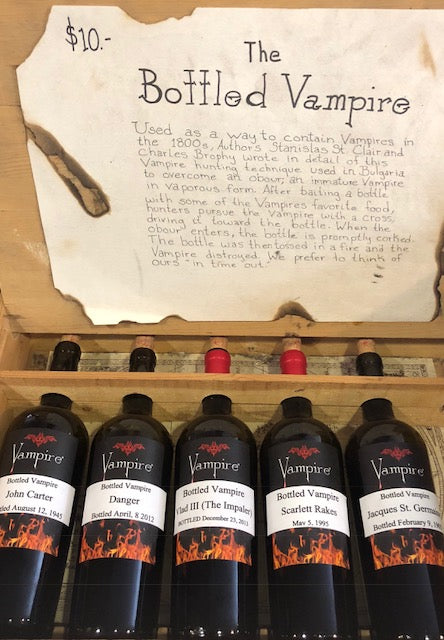 $10.-
The
Bottled Vampire
Used as a way to contain Vampires in
the 1800s, Authors Stanislas St. Clair and
Charles Brophy wrote in detail of this
Vampire hunting technique used in Bulgaria
to overcome an obour; an immature Vampire
in vaporous form. After baiting a bottle
with some of the Vampires favorite food,
hunters pursue the Vampire with a cross,
driving it toward the bottle. When the
obour enters, the bottle is promptly corked.
The bottle was then tossed in a fire and the
Vampire distroyed. We prefer to think of
ours "in time out."
Vampire
Bottled Vampire
John Carter
tled August 12, 1945
Vampire
Bottled Vampire
Danger
Bottled April, 8 2012
Vampire
Bottled Vampire
Vlad III (The Impaler)
BOTTLED December 23, 2013
Vampire
Bottled Vampire
Scarlett Rakes
May 5, 1995
Vampire
Bottled Vampire
Jacques St. Germa
Bottled February 9,